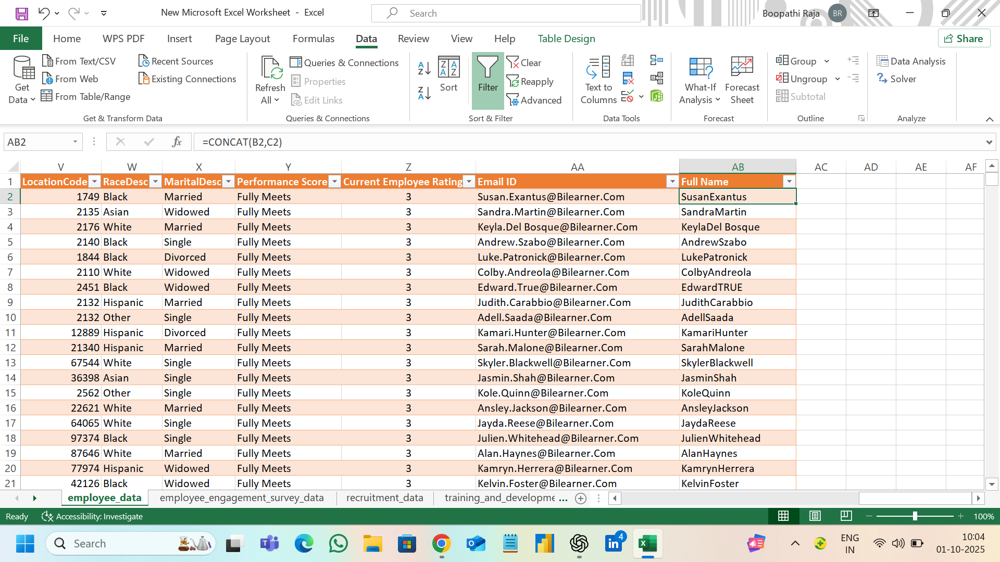 New Microsoft Excel Worksheet - Excel
Search
Boopathi Raja BR
File Home WPS PDF Insert Page Layout Formulas Data Review View Help Table Design Share
Get Data
From Text/CSV
From Web
From Table/Range
Recent Sources
Existing Connections
Get & Transform Data
Refresh All
Queries & Connections
Properties
Edit Links
Queries & Connections
Sort
Filter
Clear
Reapply
Advanced
Sort & Filter
Text to Columns
Data Tools
What-If Analysis
Forecast Sheet
Forecast
Group
Ungroup
Subtotal
Outline
Data Analysis
Solver
Analyze
AB2 fx =CONCAT(B2,C2)
V W X Y Z AA AB AC AD AE AF
1 LocationCode RaceDesc MaritalDesc Performance Score Current Employee Rating Email ID Full Name
2 1749 Black Married Fully Meets 3 Susan.Exantus@Bilearner.Com SusanExantus
3 2135 Asian Widowed Fully Meets 3 Sandra.Martin@Bilearner.Com SandraMartin
4 2176 White Married Fully Meets 3 Keyla.Del Bosque@Bilearner.Com KeylaDel Bosque
5 2140 Black Single Fully Meets 3 Andrew.Szabo@Bilearner.Com AndrewSzabo
6 1844 Black Divorced Fully Meets 3 Luke.Patronick@Bilearner.Com LukePatronick
7 2110 White Widowed Fully Meets 3 Colby.Andreola@Bilearner.Com ColbyAndreola
8 2451 Black Widowed Fully Meets 3 Edward.True@Bilearner.Com EdwardTRUE
9 2132 Hispanic Married Fully Meets 3 Judith.Carabbio@Bilearner.Com JudithCarabbio
10 2132 Other Single Fully Meets 3 Adell.Saada@Bilearner.Com AdellSaada
11 12889 Hispanic Divorced Fully Meets 3 Kamari.Hunter@Bilearner.Com KamariHunter
12 21340 Hispanic Married Fully Meets 3 Sarah.Malone@Bilearner.Com SarahMalone
13 67544 White Single Fully Meets 3 Skyler.Blackwell@Bilearner.Com SkylerBlackwell
14 36398 Asian Single Fully Meets 3 Jasmin.Shah@Bilearner.Com JasminShah
15 2562 Other Single Fully Meets 3 Kole.Quinn@Bilearner.Com KoleQuinn
16 22621 White Married Fully Meets 3 Ansley.Jackson@Bilearner.Com AnsleyJackson
17 64065 White Single Fully Meets 3 Jayda.Reese@Bilearner.Com JaydaReese
18 97374 Black Single Fully Meets 3 Julien.Whitehead@Bilearner.Com JulienWhitehead
19 87646 White Married Fully Meets 3 Alan.Haynes@Bilearner.Com AlanHaynes
20 77974 Hispanic Widowed Fully Meets 3 Kamryn.Herrera@Bilearner.Com KamrynHerrera
21 42126 Black Widowed Fully Meets 3 Kelvin.Foster@Bilearner.Com KelvinFoster
employee_data employee_engagement_survey_data recruitment_data training_and_developme ...
Ready Accessibility: Investigate 100%
Search 4 ENG IN 10:04 01-10-2025